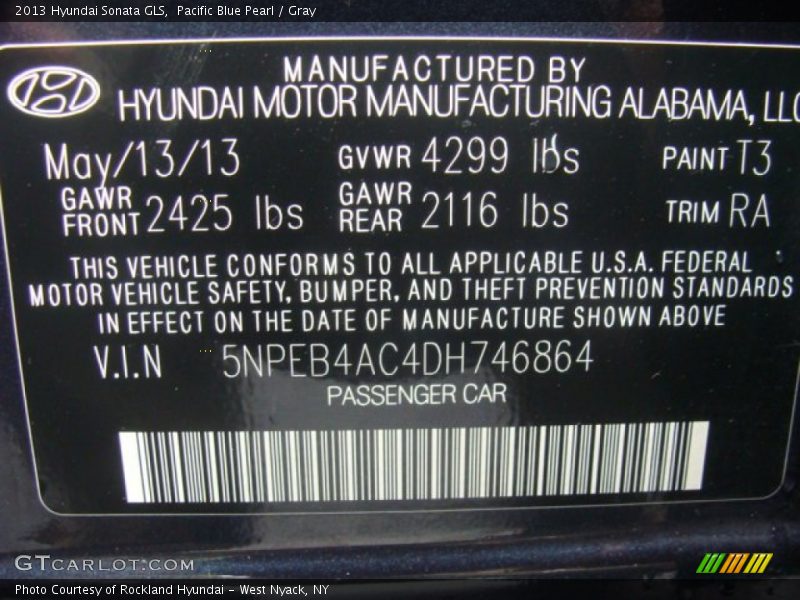 2013 Hyundai Sonata GLS, Pacific Blue Pearl / Gray
MANUFACTURED BY
HYUNDAI MOTOR MANUFACTURING ALABAMA, LLC
May/13/13 GVWR 4299 lbs PAINT T3
GAWR FRONT 2425 lbs GAWR REAR 2116 lbs TRIM RA
THIS VEHICLE CONFORMS TO ALL APPLICABLE U.S.A. FEDERAL
MOTOR VEHICLE SAFETY, BUMPER, AND THEFT PREVENTION STANDARDS
IN EFFECT ON THE DATE OF MANUFACTURE SHOWN ABOVE
V.I.N 5NPEB4AC4DH746864
PASSENGER CAR
GTCARLOT.COM
Photo Courtesy of Rockland Hyundai - West Nyack, NY